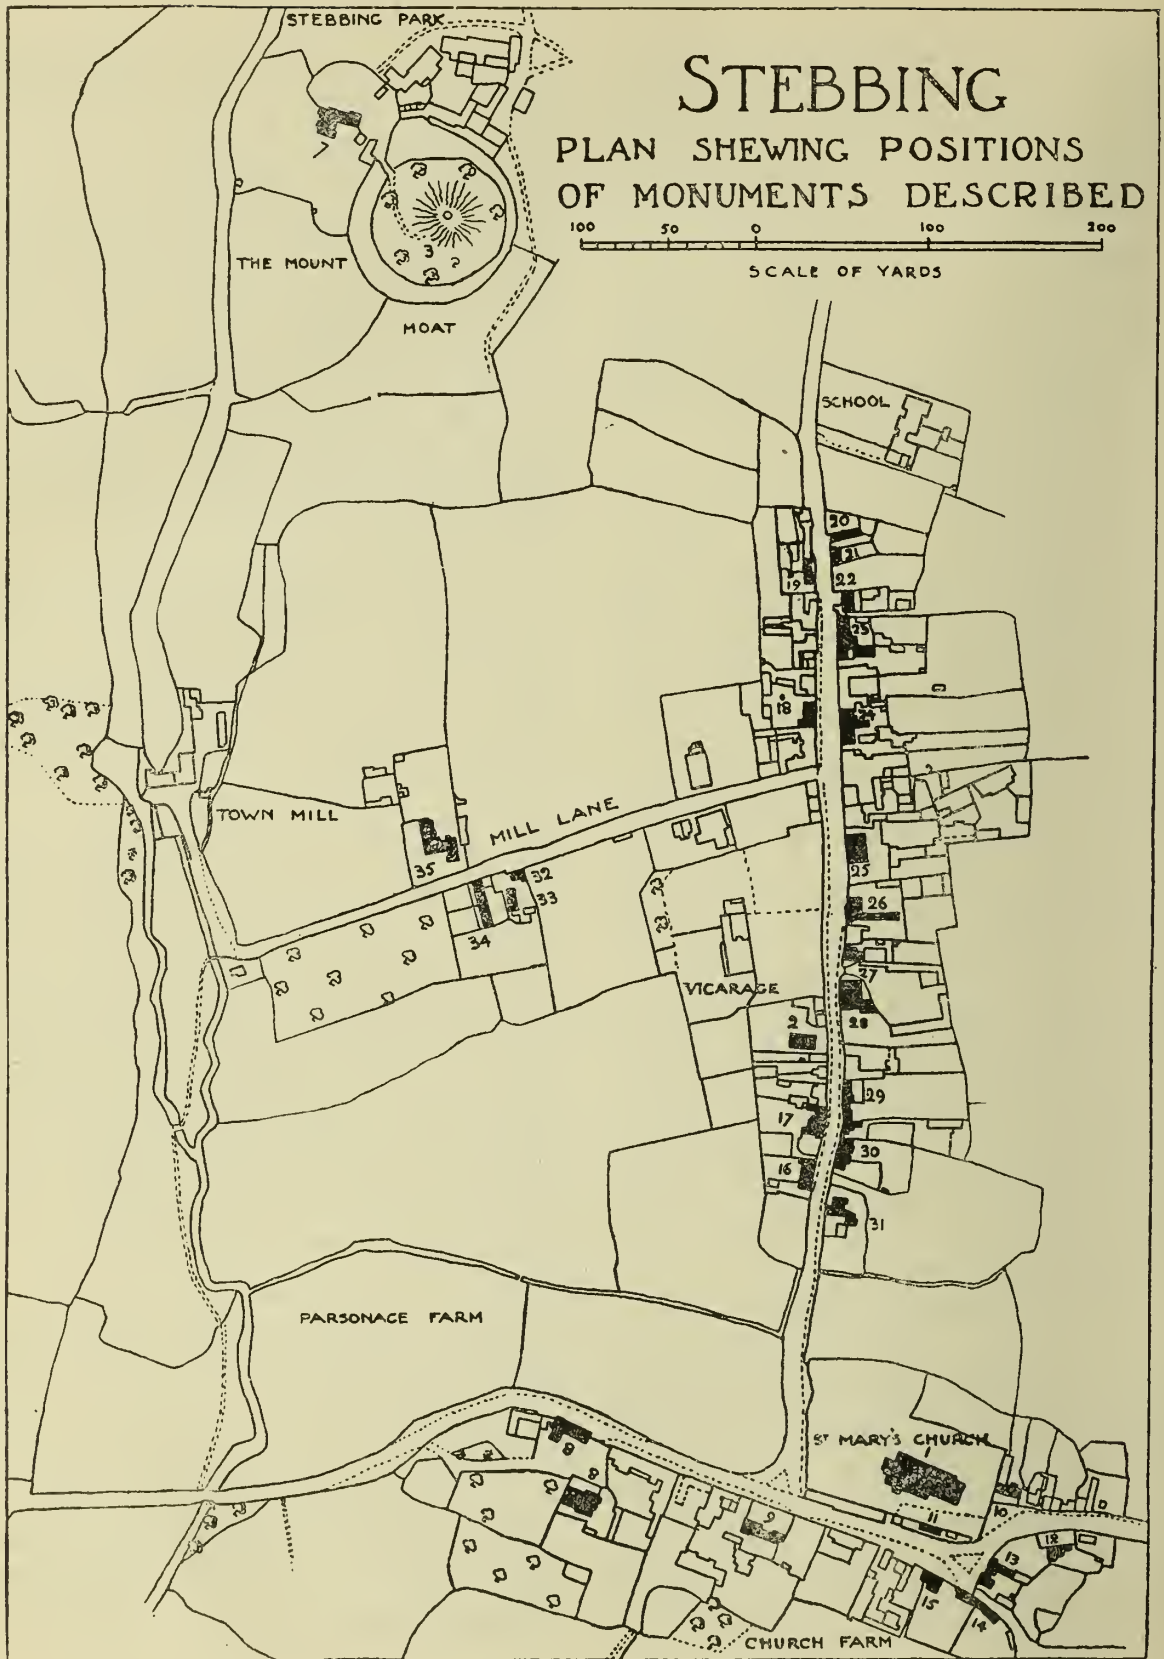 STEBBING PARK
STEBBING
PLAN SHEWING POSITIONS
OF MONUMENTS DESCRIBED
100 50 0 100 200
SCALE OF YARDS
7
3
THE MOUNT
MOAT
SCHOOL
20
21
19
22
23
18
24
TOWN MILL
MILL LANE
35
32
33
34
25
26
27
VICARAGE
2
28
29
17
30
16
31
PARSONAGE FARM
ST MARY'S CHURCH
1
8
8
9
11
10
12
13
15
14
CHURCH FARM